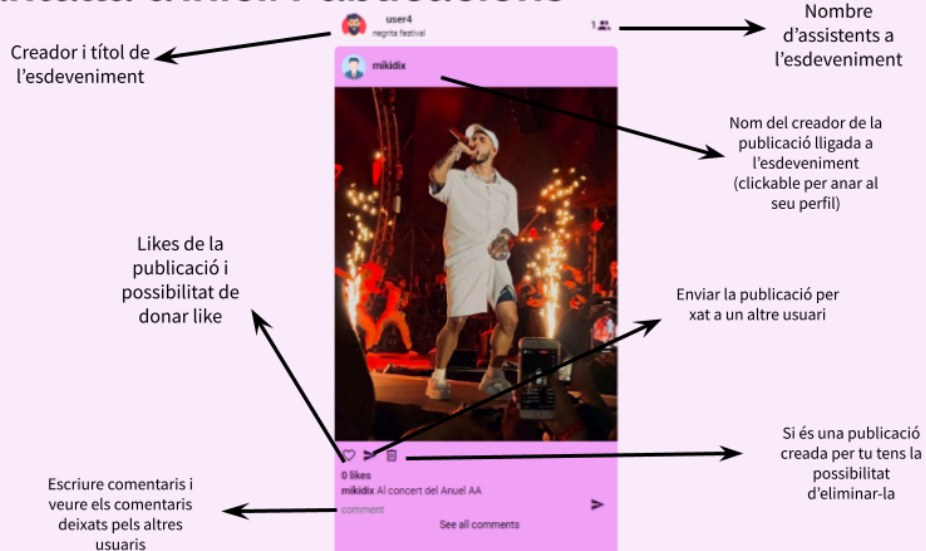 user4
negrita festival
1
Nombre
d'assistents a
l'esdeveniment
Creador i títol de
l'esdeveniment
mikidix
Nom del creador de la
publicació lligada a
l'esdeveniment
(clickable per anar al
seu perfil)
Likes de la
publicació i
possibilitat de
donar like
Enviar la publicació per
xat a un altre usuari
Si és una publicació
creada per tu tens la
possibilitat
d'eliminar-la
0 likes
mikidix Al concert del Anuel AA
comment
See all comments
Escriure comentaris i
veure els comentaris
deixats pels altres
usuaris